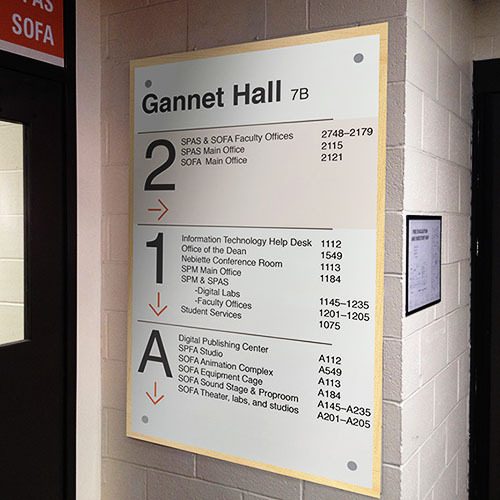 PAS
SOFA
Gannet Hall 7B
2
SPAS & SOFA Faculty Offices 2748–2179
SPAS Main Office 2115
SOFA Main Office 2121
1
Information Technology Help Desk 1112
Office of the Dean 1549
Nebiette Conference Room 1113
SPM Main Office 1184
SPM & SPAS
-Digital Labs 1145–1235
-Faculty Offices 1201–1205
Student Services 1075
A
Digital Publishing Center A112
SPFA Studio A549
SOFA Animation Complex A113
SOFA Equipment Cage A184
SOFA Sound Stage & Proproom A145–A235
SOFA Theater, labs, and studios A201–A205